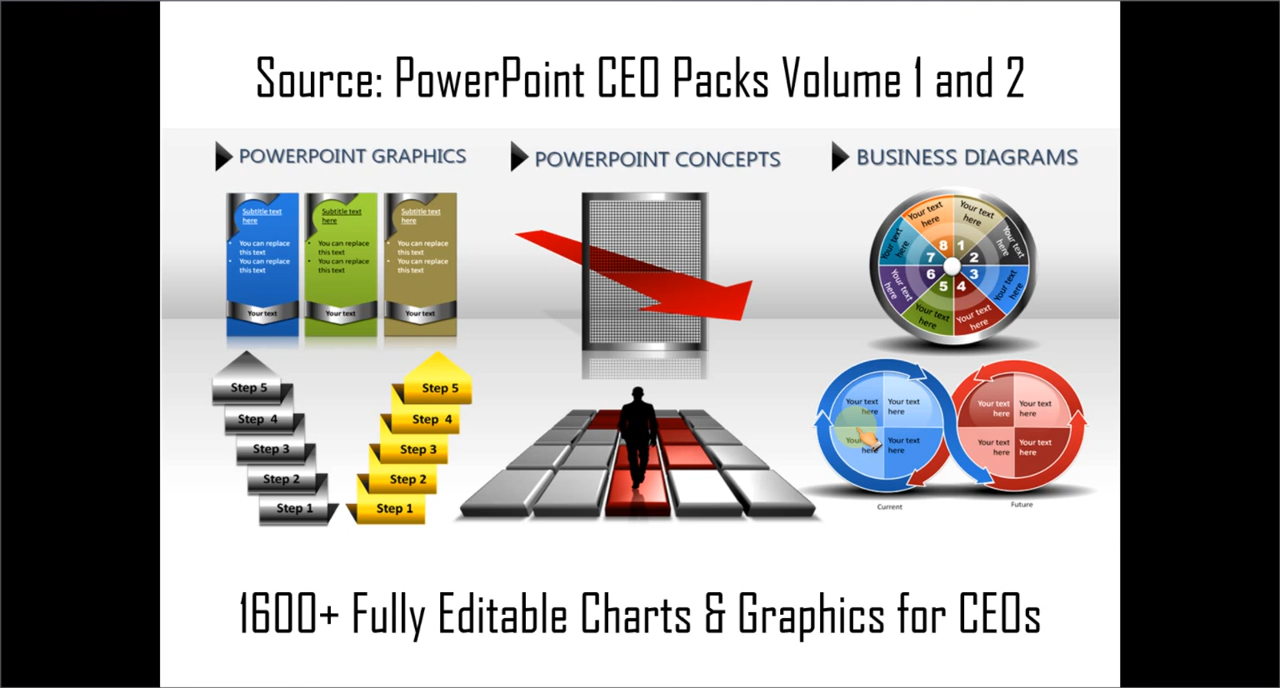 Source: PowerPoint CEO Packs Volume 1 and 2
POWERPOINT GRAPHICS
POWERPOINT CONCEPTS
BUSINESS DIAGRAMS
Subtitle text
here
• You can replace
this text
• You can replace
this text
Your text
Subtitle text
here
• You can replace
this text
• You can replace
this text
Your text
Subtitle text
here
• You can replace
this text
• You can replace
this text
Your text
Your text
here
Your text
here
Your text
here
Your text
here
Your text
here
Your text
here
Your text
here
Your text
here
8 1
7 2
6 3
5 4
Step 5
Step 4
Step 3
Step 2
Step 1
Step 5
Step 4
Step 3
Step 2
Step 1
Your text
here
Your text
here
You
here
Your text
here
Current
Your text
here
Your text
here
Your text
here
Your text
here
Future
1600+ Fully Editable Charts & Graphics for CEOs